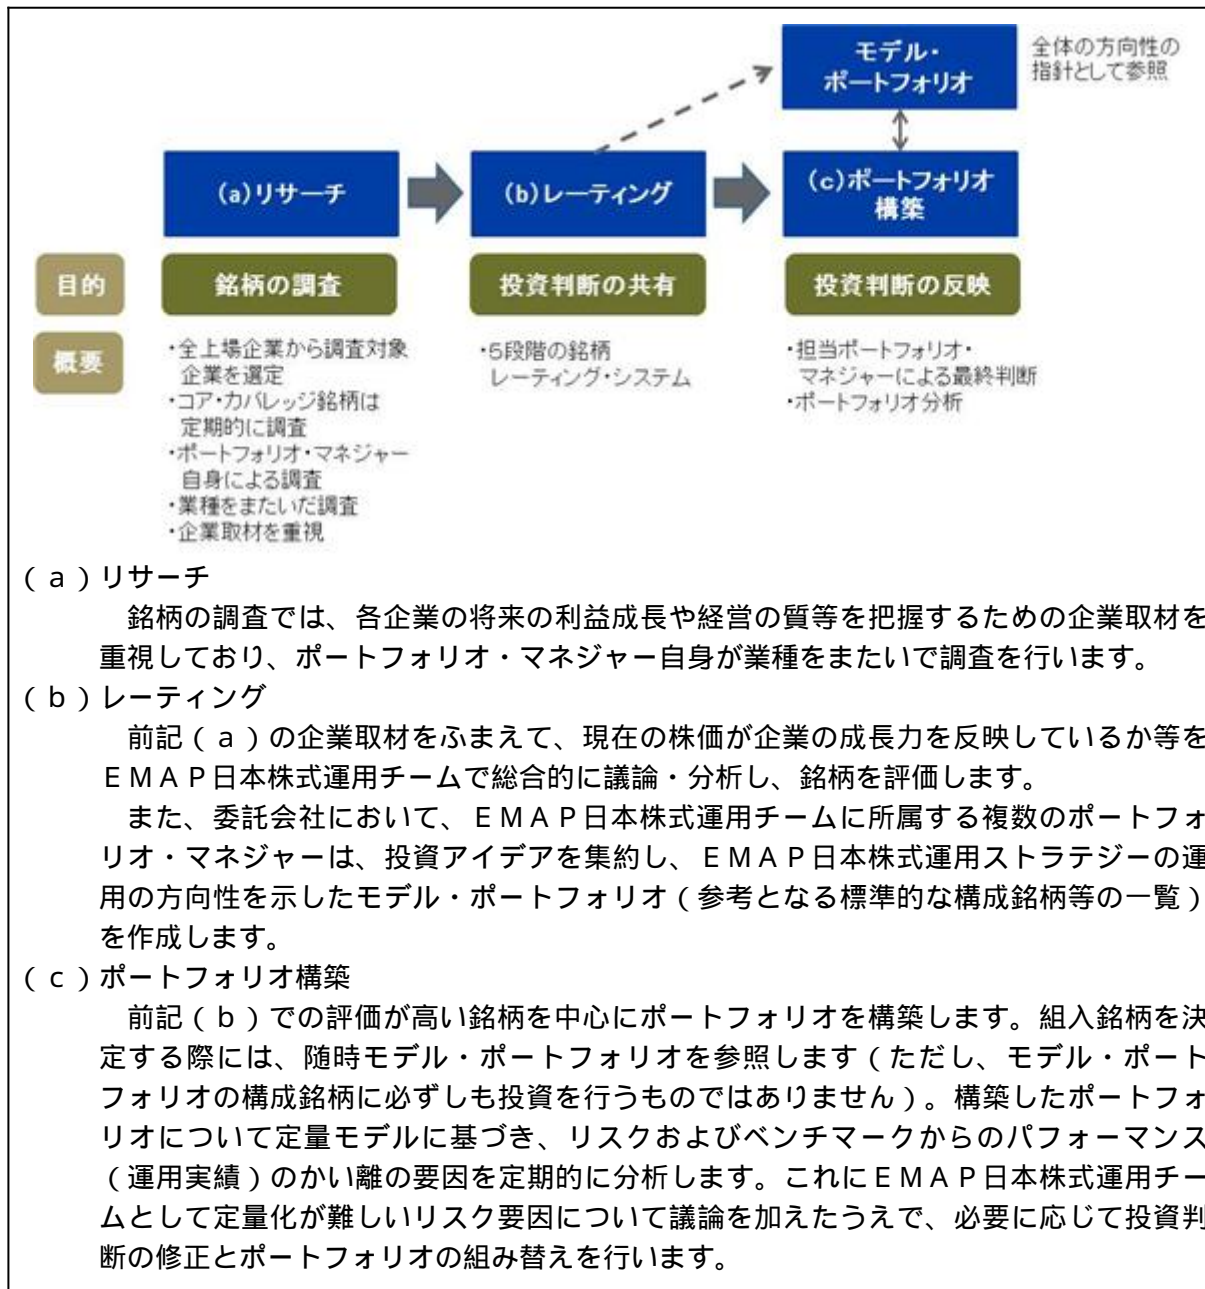 モデル・
ポートフォリオ
全体の方向性の
指針として参照
(a)リサーチ
(b)レーティング
(c)ポートフォリオ
構築
目的
銘柄の調査
投資判断の共有
投資判断の反映
概要
・全上場企業から調査対象
企業を選定
・コア・カバレッジ銘柄は
定期的に調査
・ポートフォリオ・マネジャー
自身による調査
・業種をまたいだ調査
・企業取材を重視
・5段階の銘柄
レーティング・システム
・担当ポートフォリオ・
マネジャーによる最終判断
・ポートフォリオ分析
(a)リサーチ
銘柄の調査では、各企業の将来の利益成長や経営の質等を把握するための企業取材を
重視しており、ポートフォリオ・マネジャー自身が業種をまたいで調査を行います。
(b)レーティング
前記(a)の企業取材をふまえて、現在の株価が企業の成長力を反映しているか等を
EMAP日本株式運用チームで総合的に議論・分析し、銘柄を評価します。
また、委託会社において、EMAP日本株式運用チームに所属する複数のポートフォ
リオ・マネジャーは、投資アイデアを集約し、EMAP日本株式運用ストラテジーの運
用の方向性を示したモデル・ポートフォリオ(参考となる標準的な構成銘柄等の一覧)
を作成します。
(c)ポートフォリオ構築
前記(b)での評価が高い銘柄を中心にポートフォリオを構築します。組入銘柄を決
定する際には、随時モデル・ポートフォリオを参照します(ただし、モデル・ポート
フォリオの構成銘柄に必ずしも投資を行うものではありません)。構築したポートフォ
リオについて定量モデルに基づき、リスクおよびベンチマークからのパフォーマンス
(運用実績)のかい離の要因を定期的に分析します。これにEMAP日本株式運用チー
ムとして定量化が難しいリスク要因について議論を加えたうえで、必要に応じて投資判
断の修正とポートフォリオの組み替えを行います。